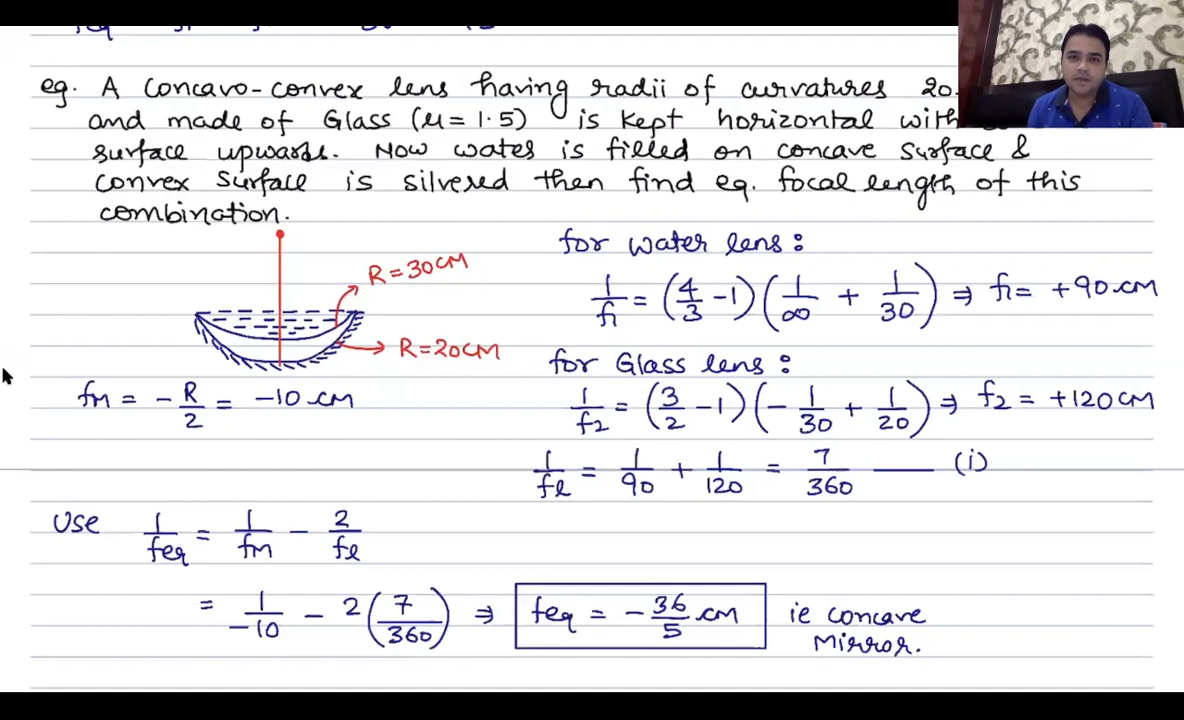 eg. A concavo-convex lens having radii of curvatures 20
and made of Glass (μ = 1.5) is kept horizontal with
surface upwards. Now water is filled on concave surface &
convex surface is silvered then find eq. focal length of this
combination.
for water lens:
R = 30 CM
1/f1 = (4/3 - 1)(1/∞ + 1/30) ⇒ f1 = +90 cm
R = 20 CM
for Glass lens:
fM = - R/2 = -10 CM
1/f2 = (3/2 - 1)(- 1/30 + 1/20) ⇒ f2 = +120 CM
1/fl = 1/90 + 1/120 = 7/360 —— (i)
Use 1/feq = 1/fM - 2/fl
= 1/-10 - 2(7/360) ⇒ feq = - 36/5 cm ie concave
Mirror.